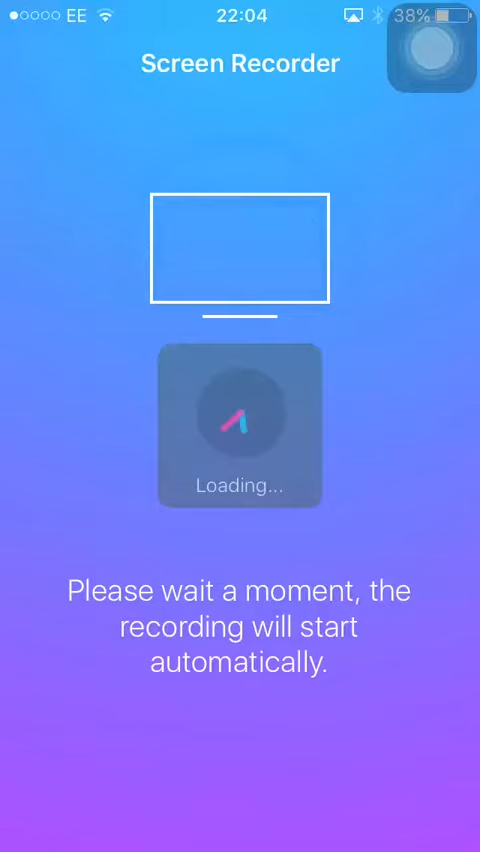 EE 22:04 38%
Screen Recorder
Loading...
Please wait a moment, the
recording will start
automatically.